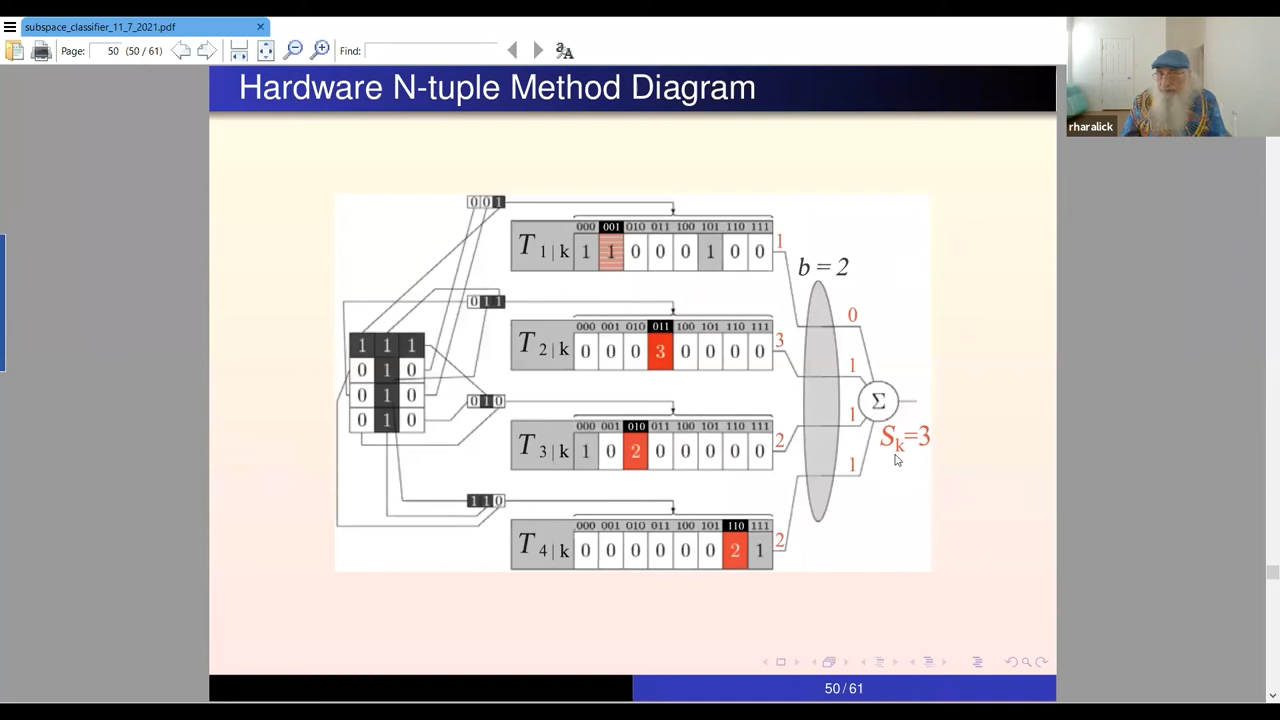 subspace_classifier_11_7_2021.pdf
Page: 50 (50 / 61) Find:
Hardware N-tuple Method Diagram
rharalick
0 0 1
000 001 010 011 100 101 110 111
T 1|k 1 1 0 0 0 1 0 0 1
b = 2
0 1 1
0
000 001 010 011 100 101 110 111
T 2|k 0 0 0 3 0 0 0 0 3
1 1 1
0 1 0
0 1 0
0 1 0
1
0 1 0
Σ
1
000 001 010 011 100 101 110 111
T 3|k 1 0 2 0 0 0 0 0 2
Sk=3
1
1 1 0
000 001 010 011 100 101 110 111
T 4|k 0 0 0 0 0 0 2 1 2
50 / 61